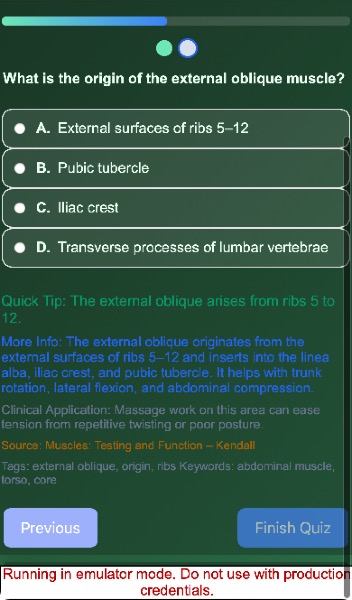 What is the origin of the external oblique muscle?
A. External surfaces of ribs 5–12
B. Pubic tubercle
C. Iliac crest
D. Transverse processes of lumbar vertebrae
Quick Tip: The external oblique arises from ribs 5 to
12.
More Info: The external oblique originates from the
external surfaces of ribs 5–12 and inserts into the linea
alba, iliac crest, and pubic tubercle. It helps with trunk
rotation, lateral flexion, and abdominal compression.
Clinical Application: Massage work on this area can ease
tension from repetitive twisting or poor posture.
Source: Muscles: Testing and Function – Kendall
Tags: external oblique, origin, ribs Keywords: abdominal muscle,
torso, core
Previous
Finish Quiz
Running in emulator mode. Do not use with production
credentials.